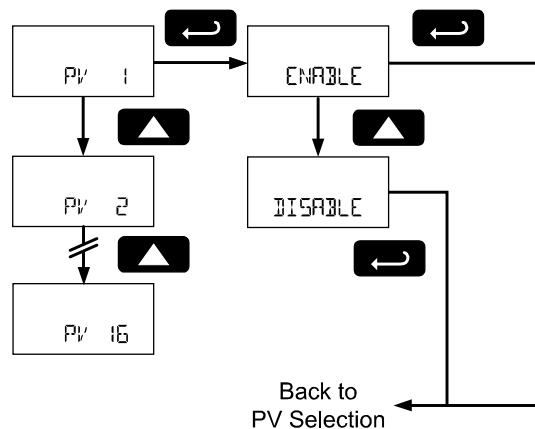 PV 1
ENABLE
PV 2
DISABLE
PV 16
Back to
PV Selection